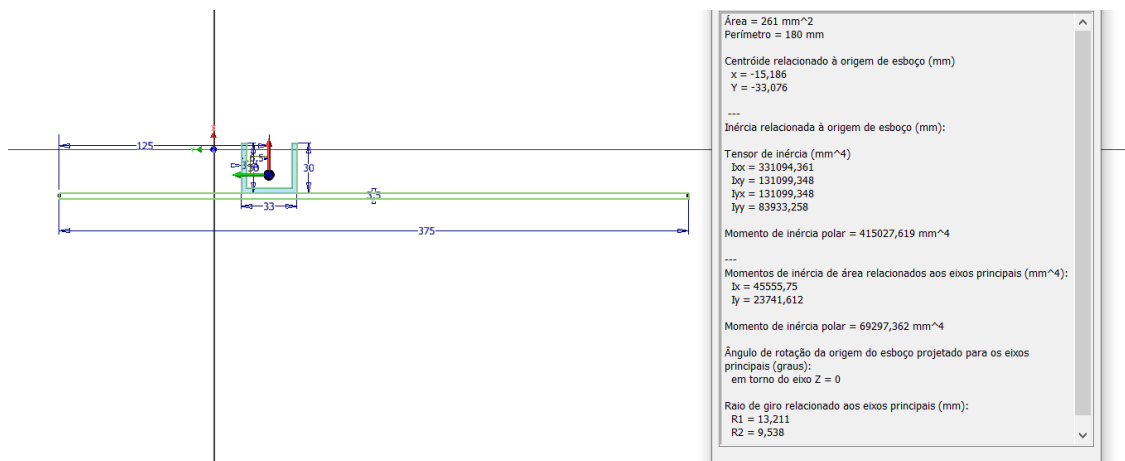 Área = 261 mm^2
Perímetro = 180 mm
Centróide relacionado à origem de esboço (mm)
x = -15,186
Y = -33,076
---
Inércia relacionada à origem de esboço (mm):
Tensor de inércia (mm^4)
Ixx = 331094,361
Ixy = 131099,348
Iyx = 131099,348
Iyy = 83933,258
Momento de inércia polar = 415027,619 mm^4
---
Momentos de inércia de área relacionados aos eixos principais (mm^4):
Ix = 45555,75
Iy = 23741,612
Momento de inércia polar = 69297,362 mm^4
Ângulo de rotação da origem do esboço projetado para os eixos
principais (graus):
em torno do eixo Z = 0
Raio de giro relacionado aos eixos principais (mm):
R1 = 13,211
R2 = 9,538
125
30
3,5
33
375